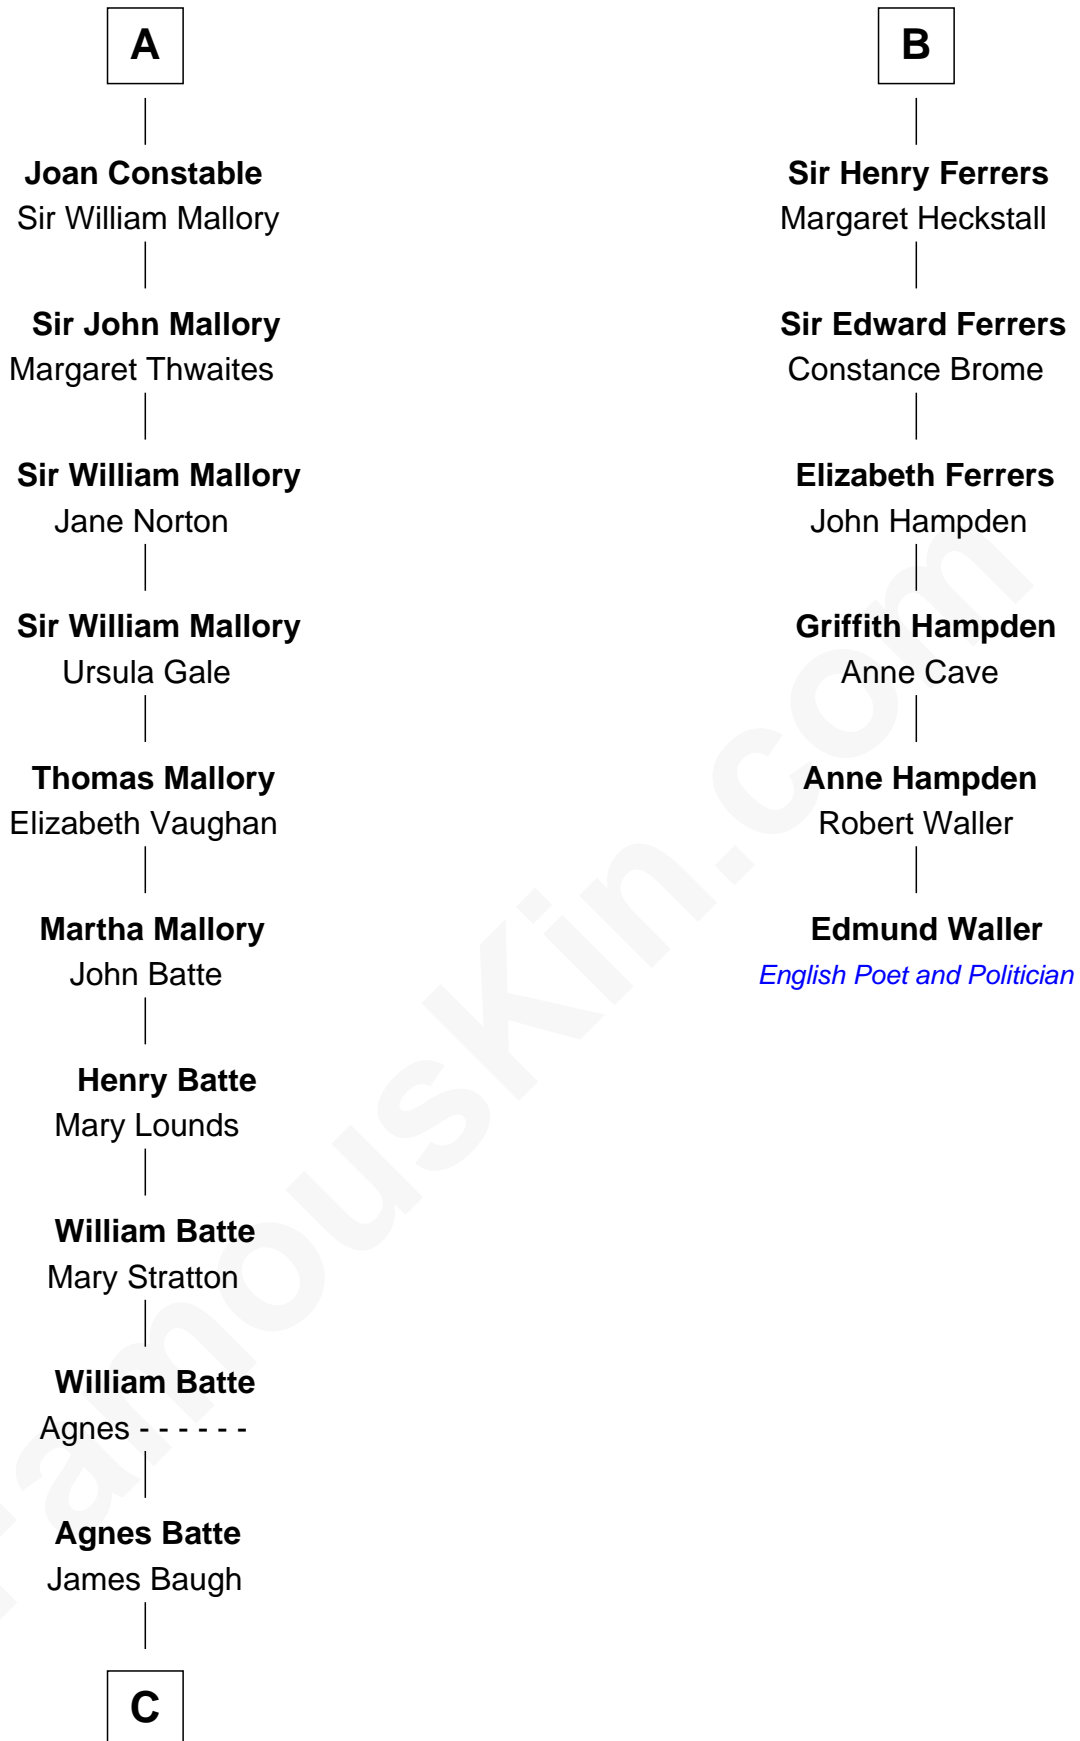 A
Joan Constable
Sir William Mallory
Sir John Mallory
Margaret Thwaites
Sir William Mallory
Jane Norton
Sir William Mallory
Ursula Gale
Thomas Mallory
Elizabeth Vaughan
Martha Mallory
John Batte
Henry Batte
Mary Lounds
William Batte
Mary Stratton
William Batte
Agnes - - - - - -
Agnes Batte
James Baugh
C
B
Sir Henry Ferrers
Margaret Heckstall
Sir Edward Ferrers
Constance Brome
Elizabeth Ferrers
John Hampden
Griffith Hampden
Anne Cave
Anne Hampden
Robert Waller
Edmund Waller
English Poet and Politician
FamousKin.com